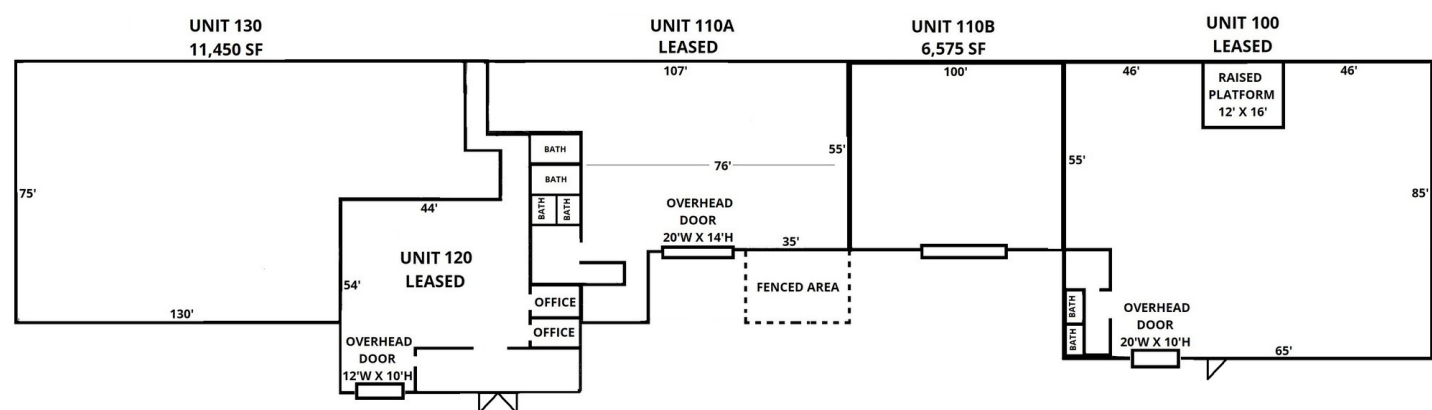 UNIT 130
11,450 SF
UNIT 110A
LEASED
UNIT 110B
6,575 SF
UNIT 100
LEASED
107'
100'
46'
46'
RAISED
PLATFORM
12' X 16'
BATH
BATH
BATH
BATH
76'
55'
55'
75'
85'
44'
OVERHEAD
DOOR
20'W X 14'H
35'
UNIT 120
LEASED
54'
FENCED AREA
OFFICE
OFFICE
130'
BATH
BATH
OVERHEAD
DOOR
20'W X 10'H
65'
OVERHEAD
DOOR
12'W X 10'H